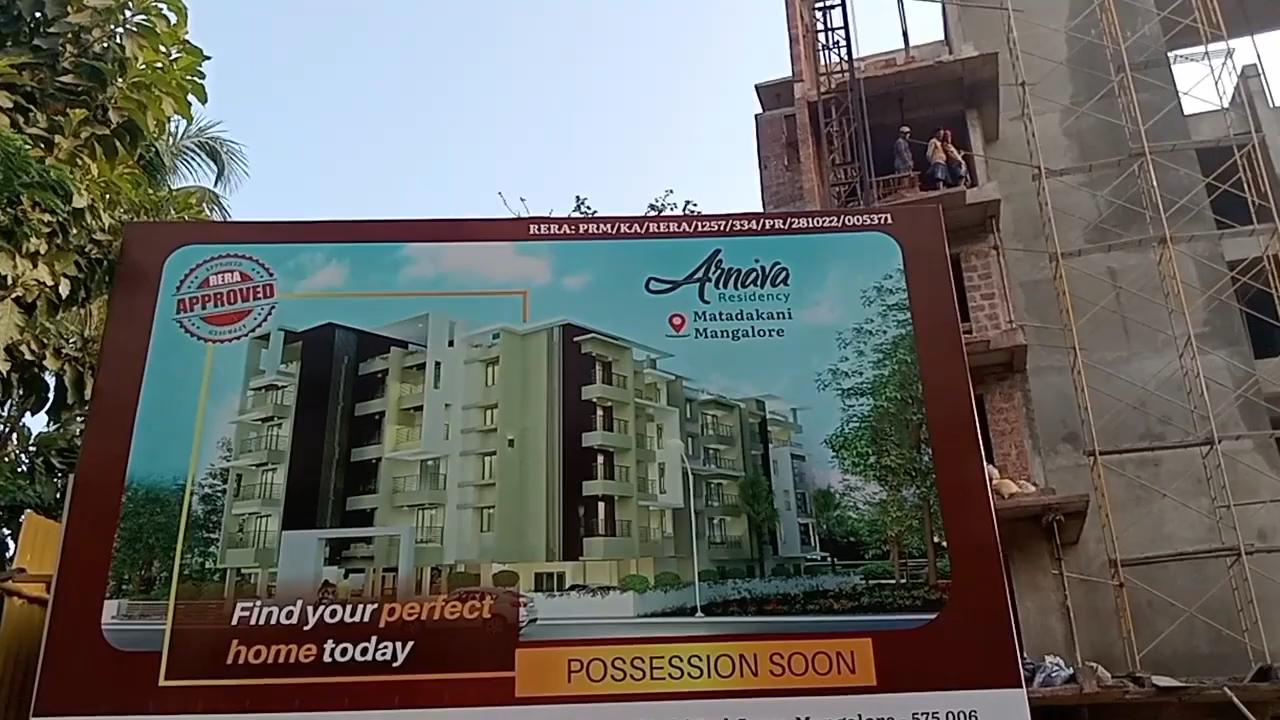 RERA: PRM/KA/RERA/1257/334/PR/281022/005371
APPROVED
RERA
APPROVED
Arnava
Residency
Matadakani
Mangalore
Find your perfect
home today
POSSESSION SOON
Mangalore - 575 006